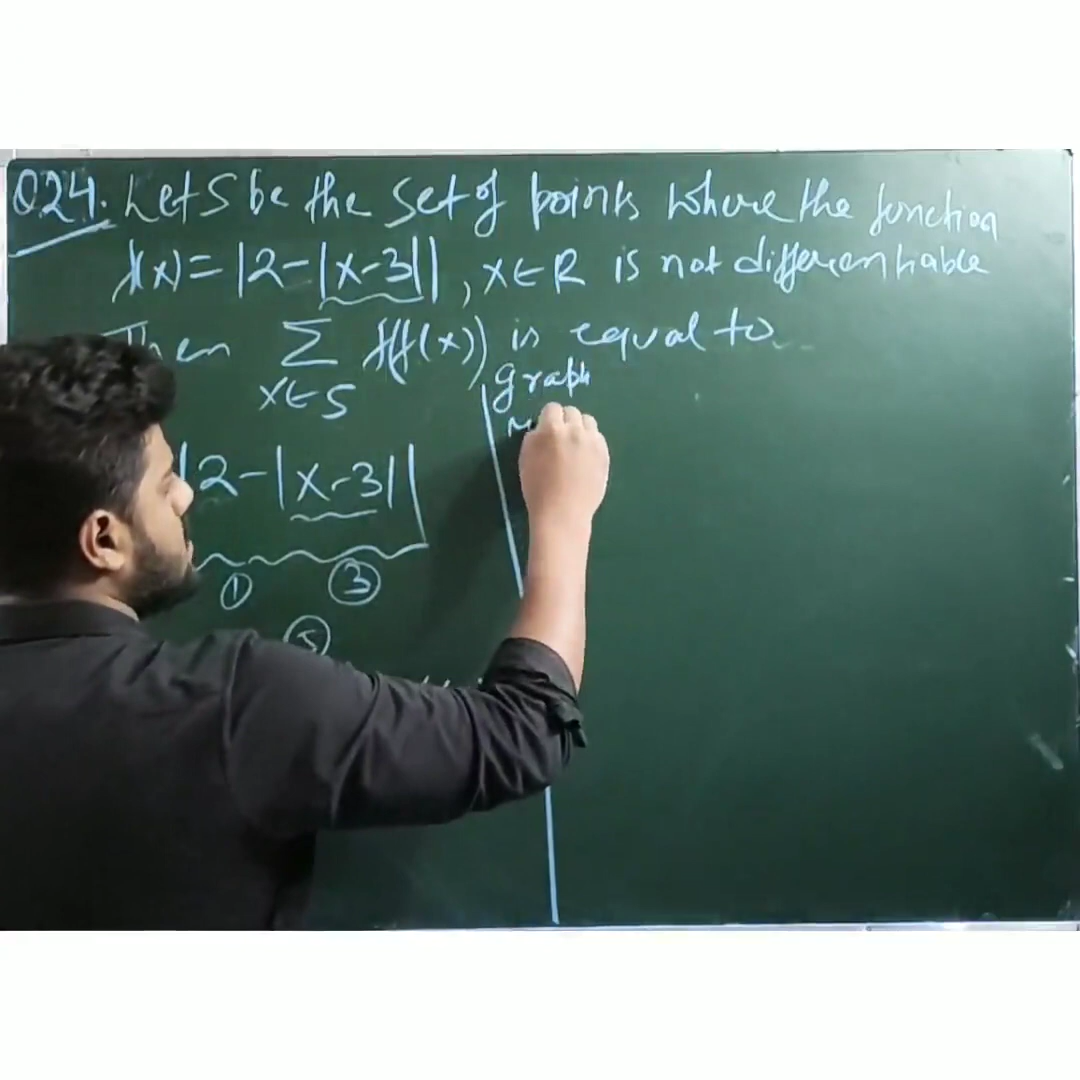 Q24. Let S be the set of points where the function
f(x) = |2-|x-3||, x∈R is not differentiable
Then Σ f(f(x)) is equal to
x∈S
graph
|2-|x-3||
① ③
⑤